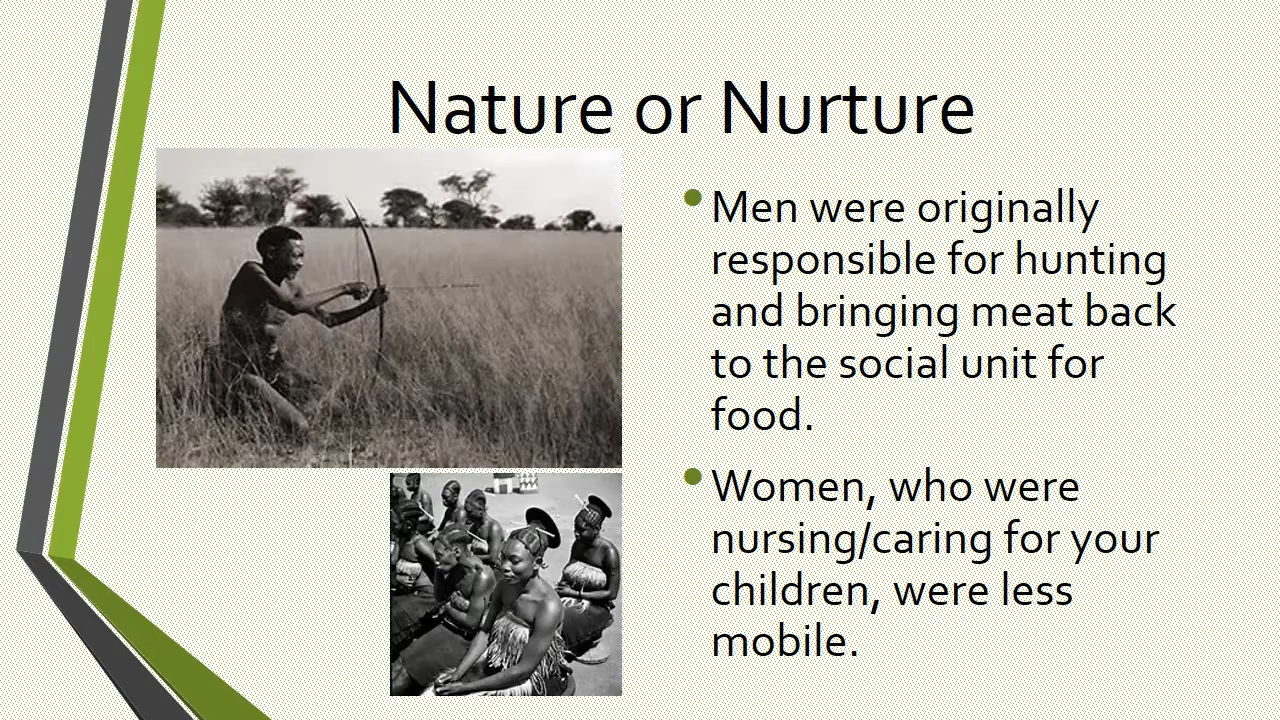 Nature or Nurture
Men were originally
responsible for hunting
and bringing meat back
to the social unit for
food.
Women, who were
nursing/caring for your
children, were less
mobile.